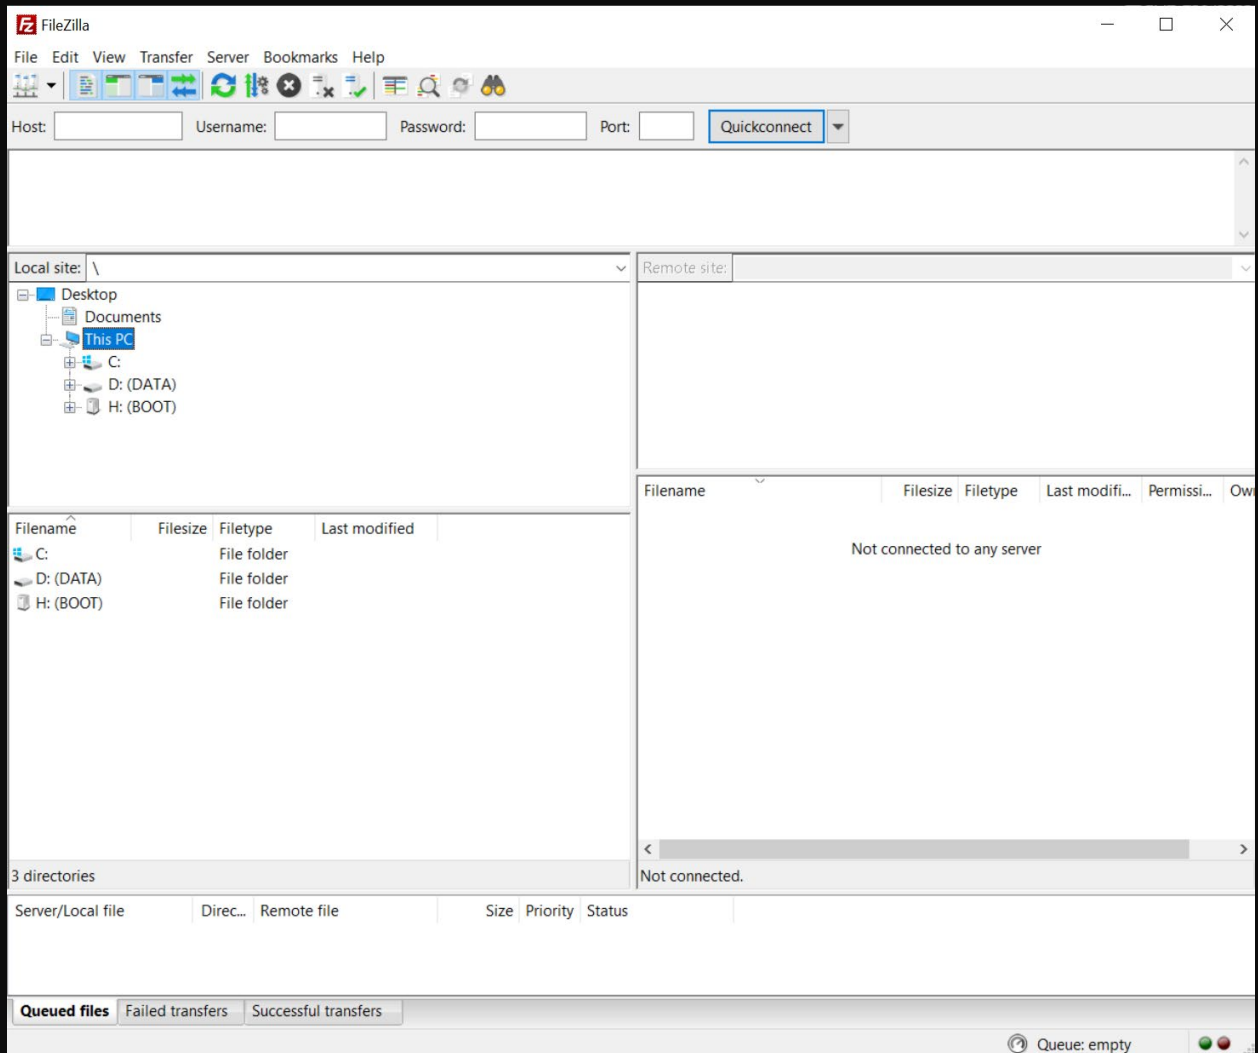 FileZilla
File Edit View Transfer Server Bookmarks Help
Host: Username: Password: Port: Quickconnect
Local site: \
Remote site:
Desktop
Documents
This PC
C:
D: (DATA)
H: (BOOT)
Filename Filesize Filetype Last modified
C: File folder
D: (DATA) File folder
H: (BOOT) File folder
3 directories
Filename Filesize Filetype Last modifi... Permissi... Ow
Not connected to any server
Not connected.
Server/Local file Direc... Remote file Size Priority Status
Queued files Failed transfers Successful transfers
Queue: empty